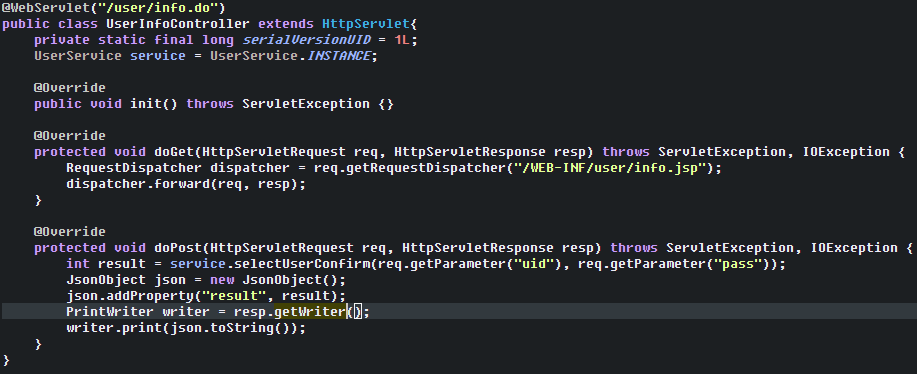 @WebServlet("/user/info.do")
public class UserInfoController extends HttpServlet{
    private static final long serialVersionUID = 1L;
    UserService service = UserService.INSTANCE;

    @Override
    public void init() throws ServletException {}

    @Override
    protected void doGet(HttpServletRequest req, HttpServletResponse resp) throws ServletException, IOException {
        RequestDispatcher dispatcher = req.getRequestDispatcher("/WEB-INF/user/info.jsp");
        dispatcher.forward(req, resp);
    }

    @Override
    protected void doPost(HttpServletRequest req, HttpServletResponse resp) throws ServletException, IOException {
        int result = service.selectUserConfirm(req.getParameter("uid"), req.getParameter("pass"));
        JsonObject json = new JsonObject();
        json.addProperty("result", result);
        PrintWriter writer = resp.getWriter();
        writer.print(json.toString());
    }
}